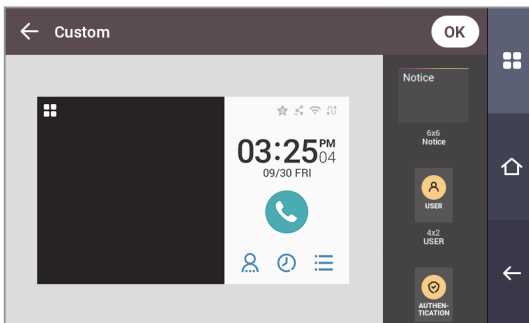 Custom
OK
03:25PM
04
09/30 FRI
Notice
6x6
Notice
USER
4x2
USER
AUTHEN-
TICATION